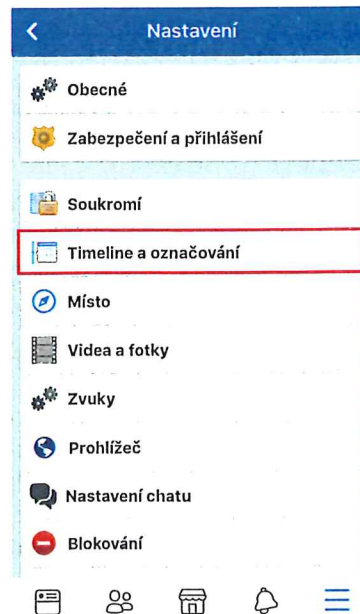 Nastavení
Obecné
Zabezpečení a přihlášení
Soukromí
Timeline a označování
Místo
Videa a fotky
Zvuky
Prohlížeč
Nastavení chatu
Blokování